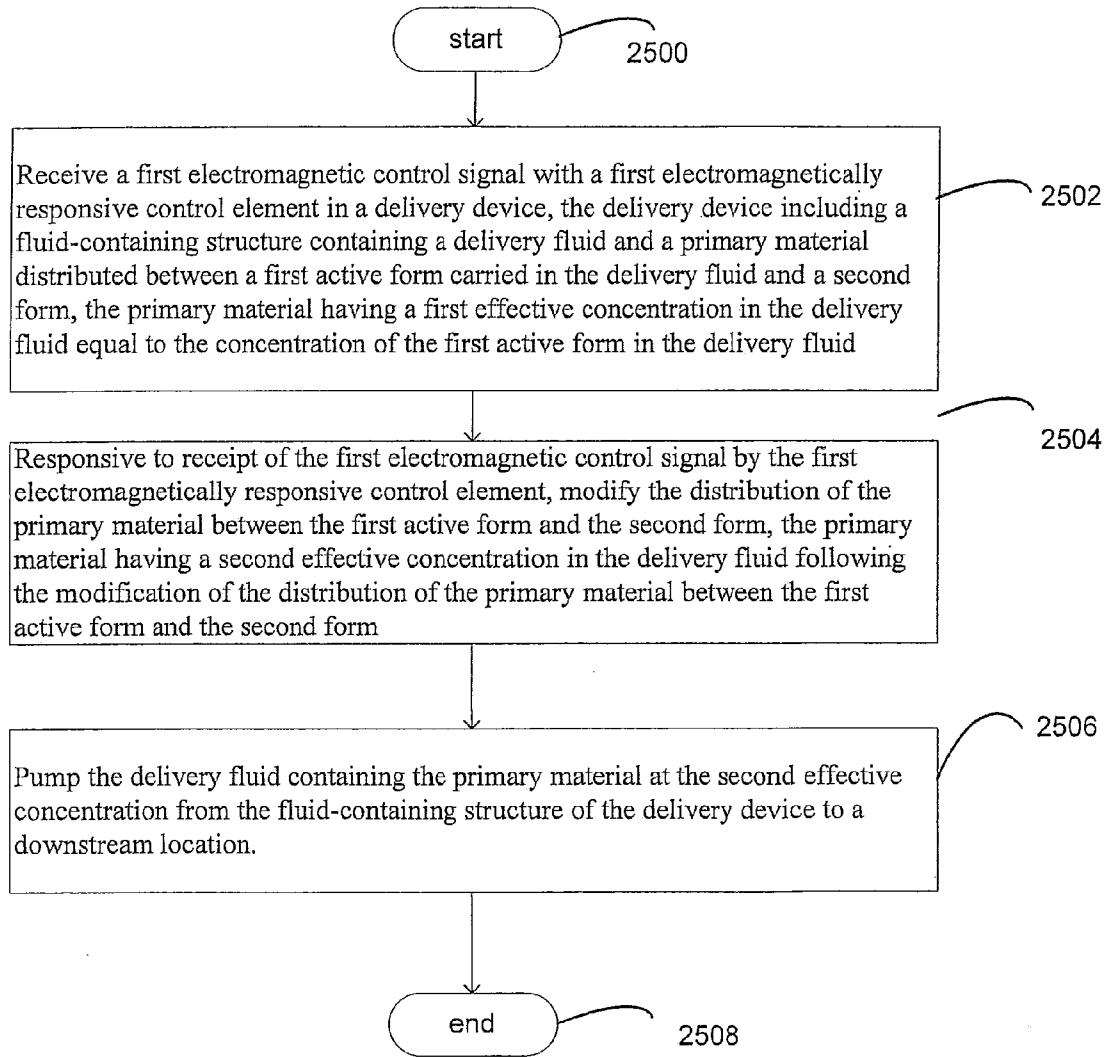 start
2500
Receive a first electromagnetic control signal with a first electromagnetically
responsive control element in a delivery device, the delivery device including a
fluid-containing structure containing a delivery fluid and a primary material
distributed between a first active form carried in the delivery fluid and a second
form, the primary material having a first effective concentration in the delivery
fluid equal to the concentration of the first active form in the delivery fluid
2502
2504
Responsive to receipt of the first electromagnetic control signal by the first
electromagnetically responsive control element, modify the distribution of the
primary material between the first active form and the second form, the primary
material having a second effective concentration in the delivery fluid following
the modification of the distribution of the primary material between the first
active form and the second form
2506
Pump the delivery fluid containing the primary material at the second effective
concentration from the fluid-containing structure of the delivery device to a
downstream location.
end
2508